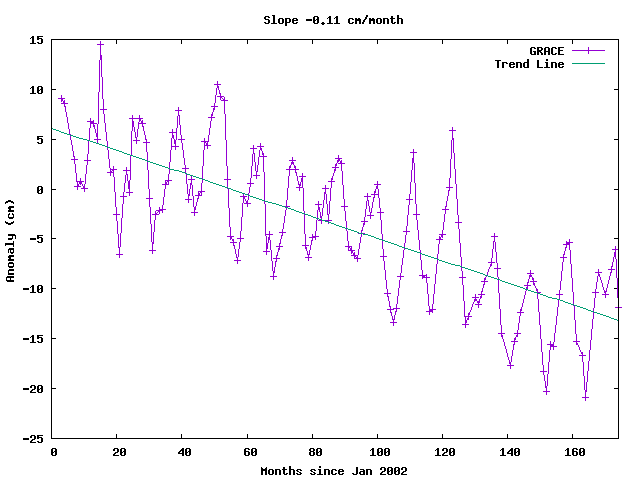 Slope -0.11 cm/month
GRACE
Trend Line
Anomaly (cm)
15
10
5
0
-5
-10
-15
-20
-25
0 20 40 60 80 100 120 140 160
Months since Jan 2002